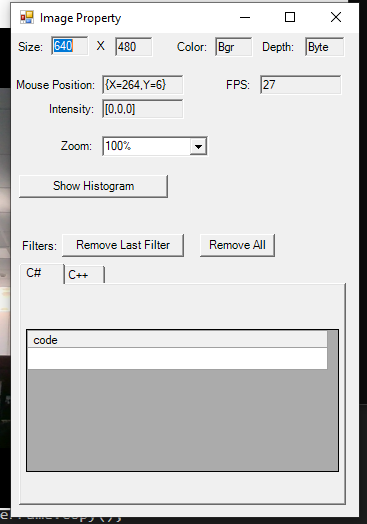 Image Property
Size: 640 X 480 Color: Bgr Depth: Byte
Mouse Position: {X=264,Y=6} FPS: 27
Intensity: [0,0,0]
Zoom: 100%
Show Histogram
Filters: Remove Last Filter Remove All
C# C++
code